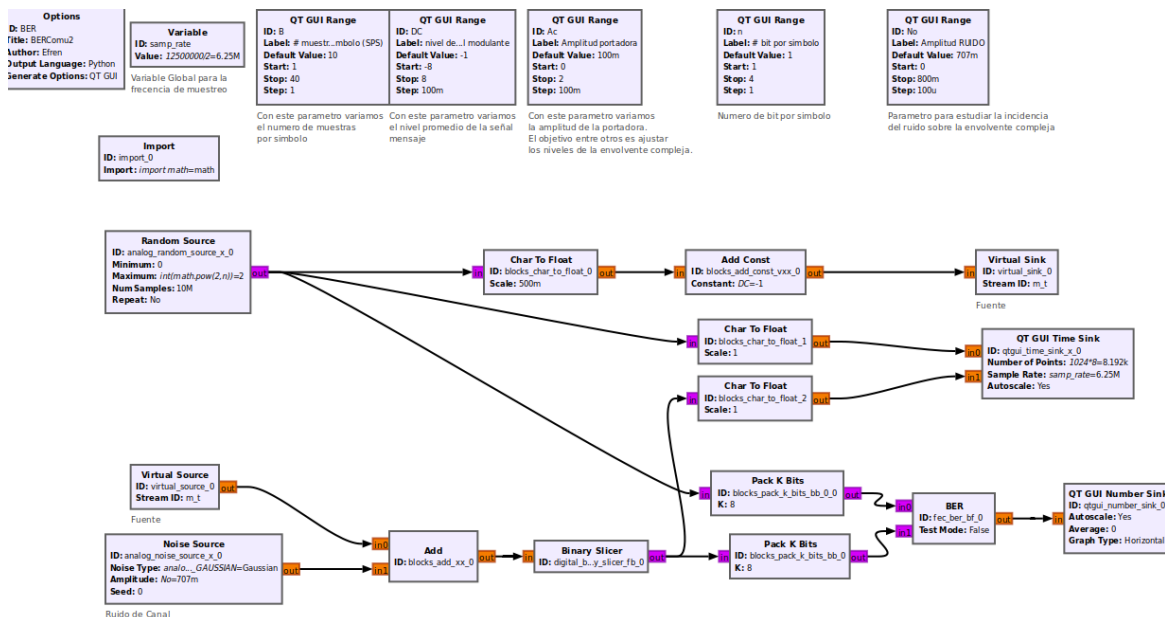 Options
ID: BER
Title: BERComu2
Author: Efren
Output Language: Python
Generate Options: QT GUI
Variable
ID: samp_rate
Value: 12500000/2=6.25M
Variable Global para la
frecencia de muestreo
QT GUI Range
ID: B
Label: # muestr...mbolo (SPS)
Default Value: 10
Start: 1
Stop: 40
Step: 1
Con este parametro variamos
el numero de muestras
por simbolo
QT GUI Range
ID: DC
Label: nivel de...l modulante
Default Value: -1
Start: -8
Stop: 8
Step: 100m
Con este parametro variamos
el nivel promedio de la señal
mensaje
QT GUI Range
ID: Ac
Label: Amplitud portadora
Default Value: 100m
Start: 0
Stop: 2
Step: 100m
Con este parametro variamos
la amplitud de la portadora.
El objetivo entre otros es ajustar
los niveles de la envolvente compleja.
QT GUI Range
ID: n
Label: # bit por simbolo
Default Value: 1
Start: 1
Stop: 4
Step: 1
Numero de bit por simbolo
QT GUI Range
ID: No
Label: Amplitud RUIDO
Default Value: 707m
Start: 0
Stop: 800m
Step: 100u
Parametro para estudiar la incidencia
del ruido sobre la envolvente compleja
Import
ID: import_0
Import: import math=math
Random Source
ID: analog_random_source_x_0
Minimum: 0
Maximum: int(math.pow(2,n))=2
Num Samples: 10M
Repeat: No
out
in
Char To Float
ID: blocks_char_to_float_0
Scale: 500m
out
in
Add Const
ID: blocks_add_const_vxx_0
Constant: DC=-1
out
in
Virtual Sink
ID: virtual_sink_0
Stream ID: m_t
Fuente
in
Char To Float
ID: blocks_char_to_float_1
Scale: 1
out
in
Char To Float
ID: blocks_char_to_float_2
Scale: 1
out
in0
in1
QT GUI Time Sink
ID: qtgui_time_sink_x_0
Number of Points: 1024*8=8.192k
Sample Rate: samp_rate=6.25M
Autoscale: Yes
Virtual Source
ID: virtual_source_0
Stream ID: m_t
out
Fuente
Noise Source
ID: analog_noise_source_x_0
Noise Type: analo..._GAUSSIAN=Gaussian
Amplitude: No=707m
Seed: 0
out
Ruido de Canal
in0
in1
Add
ID: blocks_add_xx_0
out
in
Binary Slicer
ID: digital_b...y_slicer_fb_0
out
in
Pack K Bits
ID: blocks_pack_k_bits_bb_0_0
K: 8
out
in
Pack K Bits
ID: blocks_pack_k_bits_bb_0
K: 8
out
in0
in1
BER
ID: fec_ber_bf_0
Test Mode: False
out
in
QT GUI Number Sink
ID: qtgui_number_sink_0
Autoscale: Yes
Average: 0
Graph Type: Horizontal